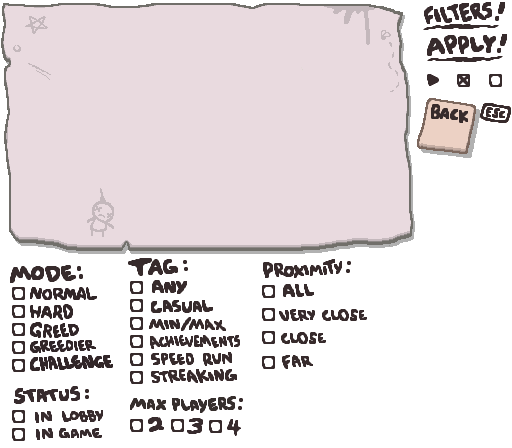 FILTERS!
APPLY!
BACK
ESC
MODE:
NORMAL
HARD
GREED
GREEDIER
CHALLENGE
STATUS:
IN LOBBY
IN GAME
TAG:
ANY
CASUAL
MIN/MAX
ACHIEVEMENTS
SPEED RUN
STREAKING
MAX PLAYERS:
2 3 4
PROXIMITY:
ALL
VERY CLOSE
CLOSE
FAR